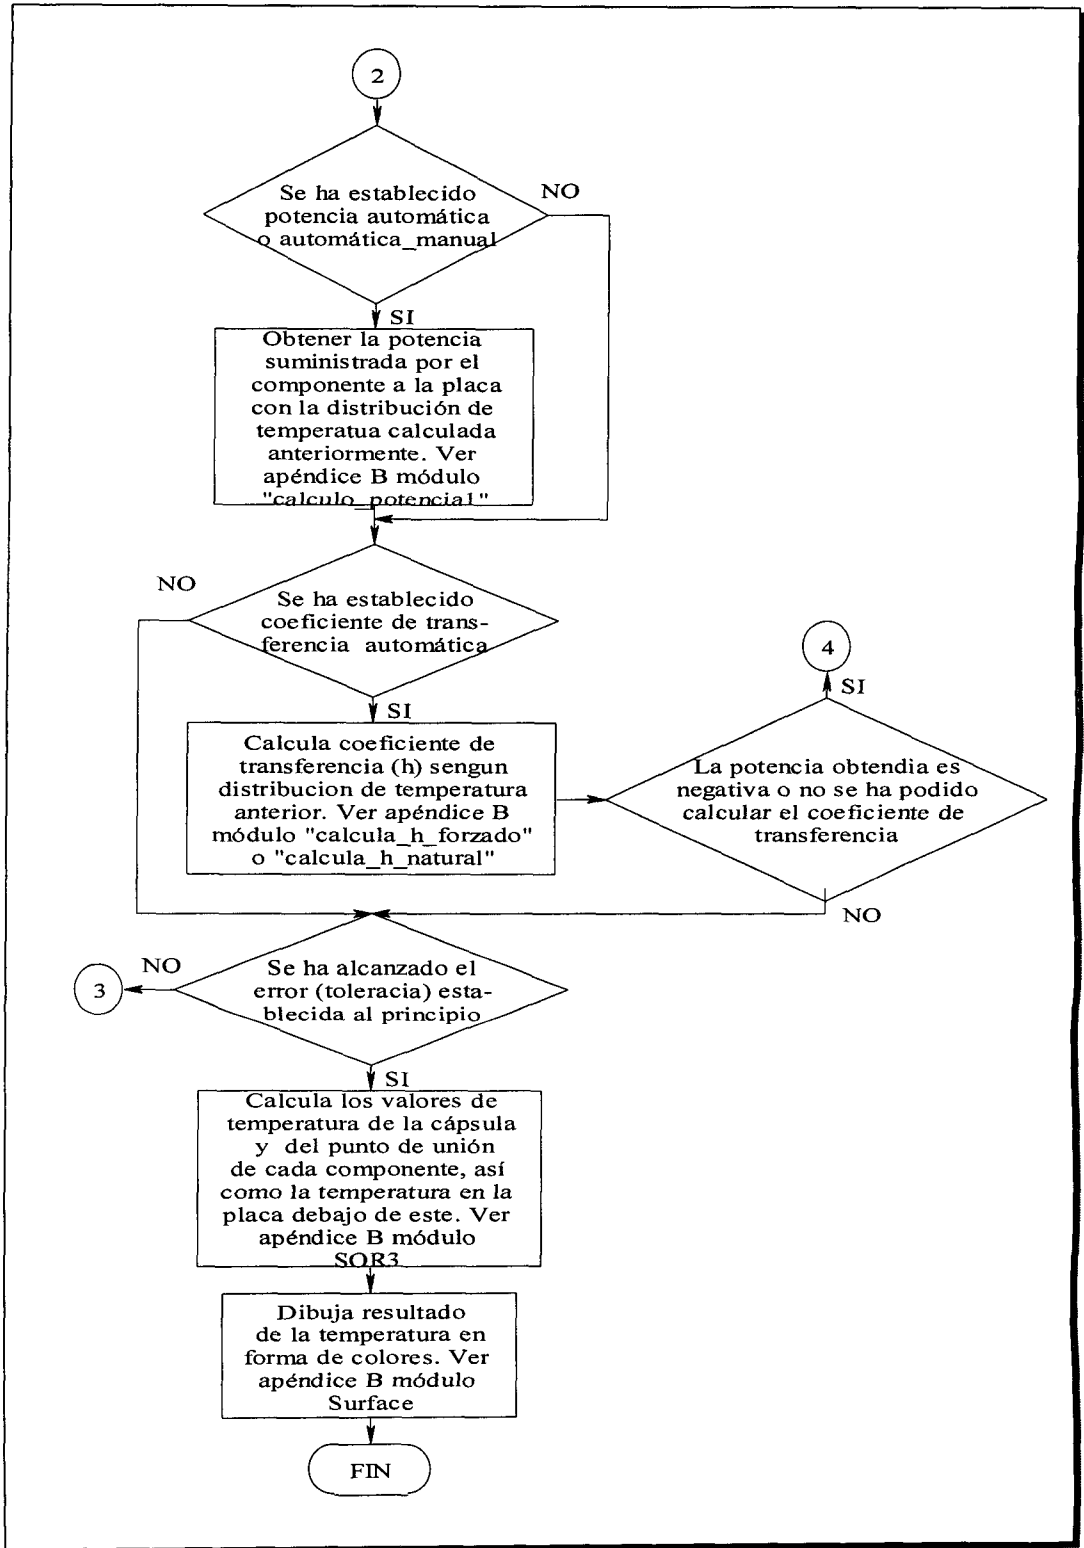 2
Se ha establecido
potencia automática
o automática_manual
NO
SI
Obtener la potencia
suministrada por el
componente a la placa
con la distribución de
temperatua calculada
anteriormente. Ver
apéndice B módulo
"calculo_potencial"
NO
Se ha establecido
coeficiente de trans-
ferencia automática
SI
Calcula coeficiente de
transferencia (h) sengun
distribucion de temperatura
anterior. Ver apéndice B
módulo "calcula_h_forzado"
o "calcula_h_natural"
4
SI
La potencia obtendia es
negativa o no se ha podido
calcular el coeficiente de
transferencia
NO
NO
3
Se ha alcanzado el
error (toleracia) esta-
blecida al principio
SI
Calcula los valores de
temperatura de la cápsula
y del punto de unión
de cada componente, así
como la temperatura en la
placa debajo de este. Ver
apéndice B módulo
SOR3
Dibuja resultado
de la temperatura en
forma de colores. Ver
apéndice B módulo
Surface
FIN